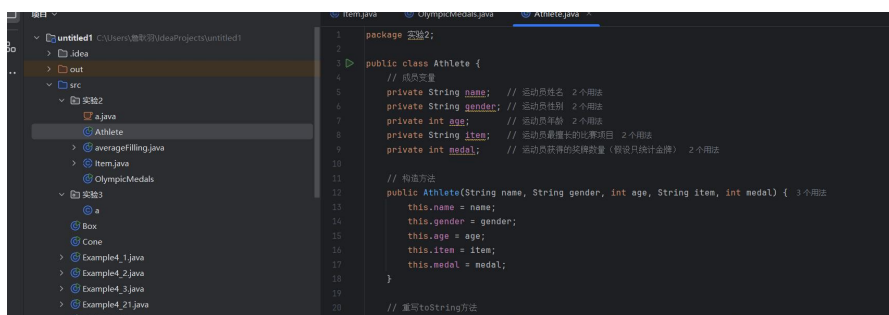 项目
Item.java OlympicMedals.java Athlete.java
untitled1 C:\Users\詹耿羽\IdeaProjects\untitled1
.idea
out
src
实验2
a.java
Athlete
averageFilling.java
Item.java
OlympicMedals
实验3
a
Box
Cone
Example4_1.java
Example4_2.java
Example4_3.java
Example4_21.java
1 package 实验2;
2
3 public class Athlete {
4 // 成员变量
5 private String name; // 运动员姓名 2个用法
6 private String gender; // 运动员性别 2个用法
7 private int age; // 运动员年龄 2个用法
8 private String item; // 运动员最擅长的比赛项目 2个用法
9 private int medal; // 运动员获得的奖牌数量（假设只统计金牌） 2个用法
10
11 // 构造方法
12 public Athlete(String name, String gender, int age, String item, int medal) { 3个用法
13 this.name = name;
14 this.gender = gender;
15 this.age = age;
16 this.item = item;
17 this.medal = medal;
18 }
19
20 // 重写toString方法